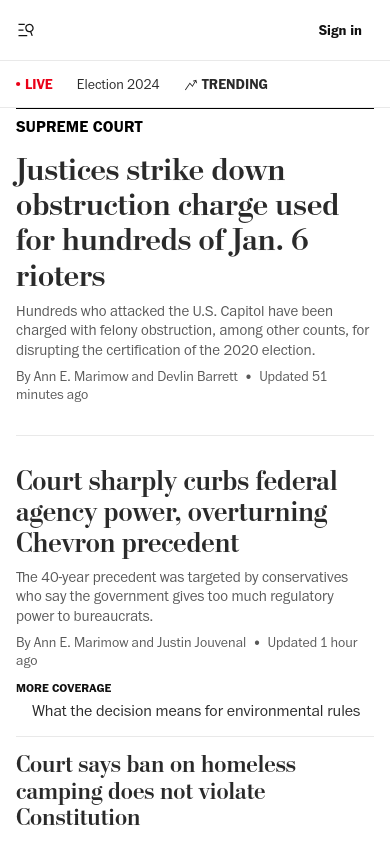 Sign in
• LIVE Election 2024 TRENDING
SUPREME COURT
Justices strike down
obstruction charge used
for hundreds of Jan. 6
rioters
Hundreds who attacked the U.S. Capitol have been
charged with felony obstruction, among other counts, for
disrupting the certification of the 2020 election.
By Ann E. Marimow and Devlin Barrett • Updated 51
minutes ago
Court sharply curbs federal
agency power, overturning
Chevron precedent
The 40-year precedent was targeted by conservatives
who say the government gives too much regulatory
power to bureaucrats.
By Ann E. Marimow and Justin Jouvenal • Updated 1 hour
ago
MORE COVERAGE
What the decision means for environmental rules
Court says ban on homeless
camping does not violate
Constitution